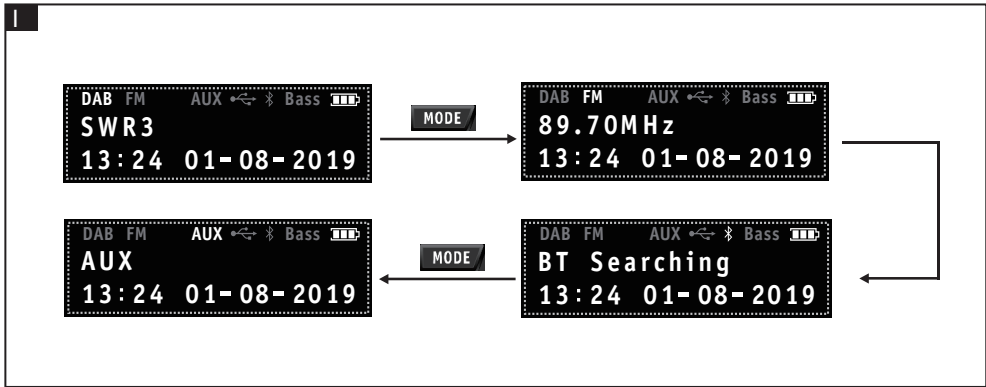 I
DAB FM AUX Bass
SWR3
13:24 01-08-2019
MODE
DAB FM AUX Bass
89.70MHz
13:24 01-08-2019
DAB FM AUX Bass
AUX
13:24 01-08-2019
MODE
DAB FM AUX Bass
BT Searching
13:24 01-08-2019